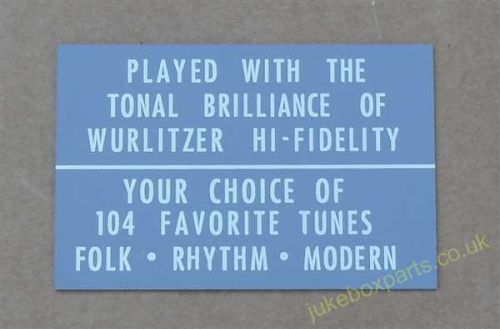 PLAYED WITH THE
TONAL BRILLIANCE OF
WURLITZER HI-FIDELITY
YOUR CHOICE OF
104 FAVORITE TUNES
FOLK • RHYTHM • MODERN
jukeboxparts.co.uk